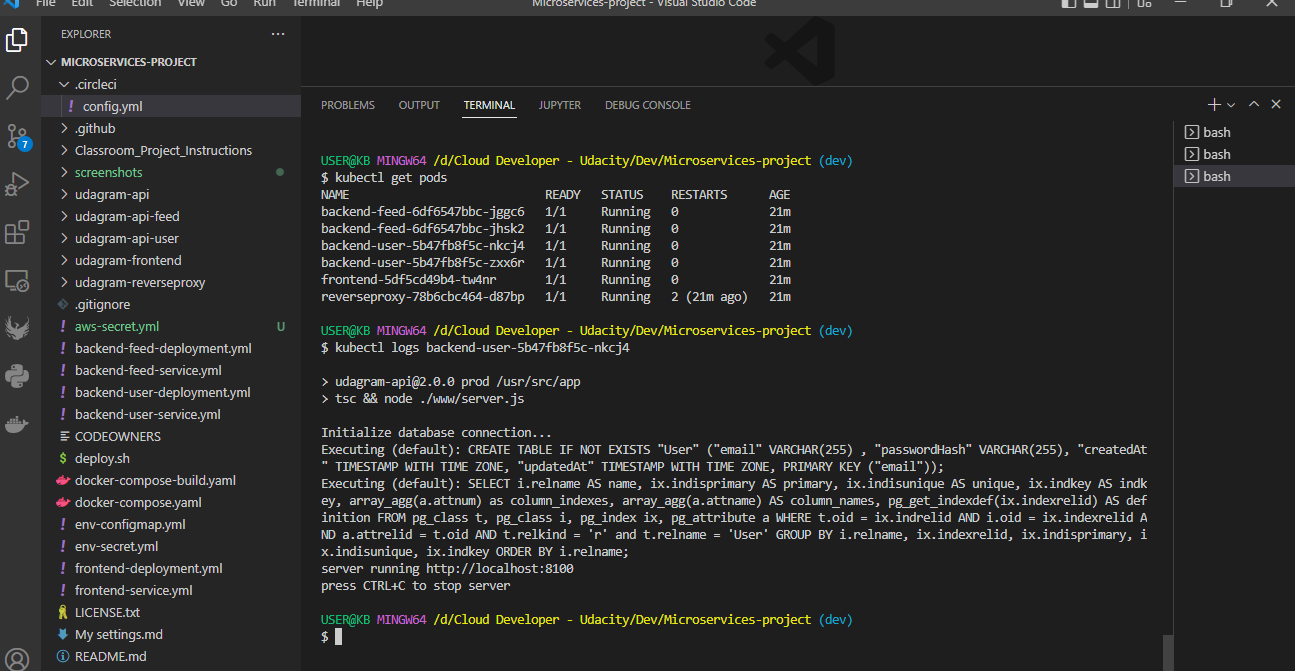 File Edit Selection View Go Run Terminal Help
Microservices-project - Visual Studio Code
EXPLORER
MICROSERVICES-PROJECT
.circleci
! config.yml
.github
Classroom_Project_Instructions
screenshots
udagram-api
udagram-api-feed
udagram-api-user
udagram-frontend
udagram-reverseproxy
.gitignore
! aws-secret.yml U
! backend-feed-deployment.yml
! backend-feed-service.yml
! backend-user-deployment.yml
! backend-user-service.yml
CODEOWNERS
$ deploy.sh
docker-compose-build.yaml
docker-compose.yaml
! env-configmap.yml
! env-secret.yml
! frontend-deployment.yml
! frontend-service.yml
LICENSE.txt
My settings.md
README.md
7
PROBLEMS OUTPUT TERMINAL JUPYTER DEBUG CONSOLE
USER@KB MINGW64 /d/Cloud Developer - Udacity/Dev/Microservices-project (dev)
$ kubectl get pods
NAME READY STATUS RESTARTS AGE
backend-feed-6df6547bbc-jggc6 1/1 Running 0 21m
backend-feed-6df6547bbc-jhsk2 1/1 Running 0 21m
backend-user-5b47fb8f5c-nkcj4 1/1 Running 0 21m
backend-user-5b47fb8f5c-zxx6r 1/1 Running 0 21m
frontend-5df5cd49b4-tw4nr 1/1 Running 0 21m
reverseproxy-78b6cbc464-d87bp 1/1 Running 2 (21m ago) 21m
USER@KB MINGW64 /d/Cloud Developer - Udacity/Dev/Microservices-project (dev)
$ kubectl logs backend-user-5b47fb8f5c-nkcj4
> udagram-api@2.0.0 prod /usr/src/app
> tsc && node ./www/server.js
Initialize database connection...
Executing (default): CREATE TABLE IF NOT EXISTS "User" ("email" VARCHAR(255) , "passwordHash" VARCHAR(255), "createdAt
" TIMESTAMP WITH TIME ZONE, "updatedAt" TIMESTAMP WITH TIME ZONE, PRIMARY KEY ("email"));
Executing (default): SELECT i.relname AS name, ix.indisprimary AS primary, ix.indisunique AS unique, ix.indkey AS indk
ey, array_agg(a.attnum) as column_indexes, array_agg(a.attname) AS column_names, pg_get_indexdef(ix.indexrelid) AS def
inition FROM pg_class t, pg_class i, pg_index ix, pg_attribute a WHERE t.oid = ix.indrelid AND i.oid = ix.indexrelid A
ND a.attrelid = t.oid AND t.relkind = 'r' and t.relname = 'User' GROUP BY i.relname, ix.indexrelid, ix.indisprimary, i
x.indisunique, ix.indkey ORDER BY i.relname;
server running http://localhost:8100
press CTRL+C to stop server
USER@KB MINGW64 /d/Cloud Developer - Udacity/Dev/Microservices-project (dev)
$
bash
bash
bash